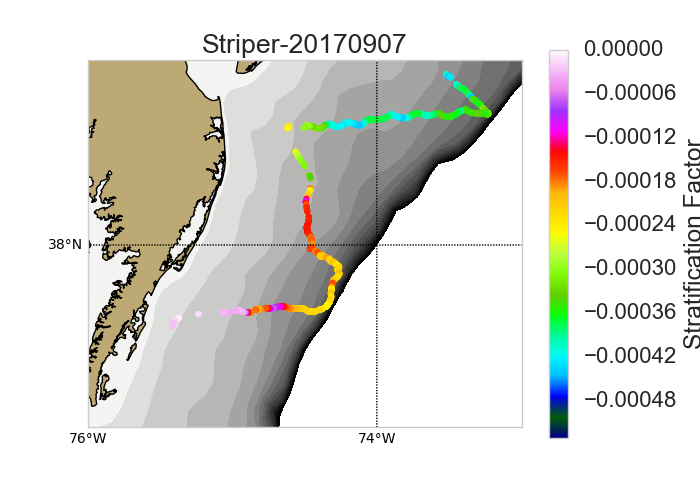 Striper-20170907
38°N
76°W
74°W
0.00000
−0.00006
−0.00012
−0.00018
−0.00024
−0.00030
−0.00036
−0.00042
−0.00048
Stratification Factor